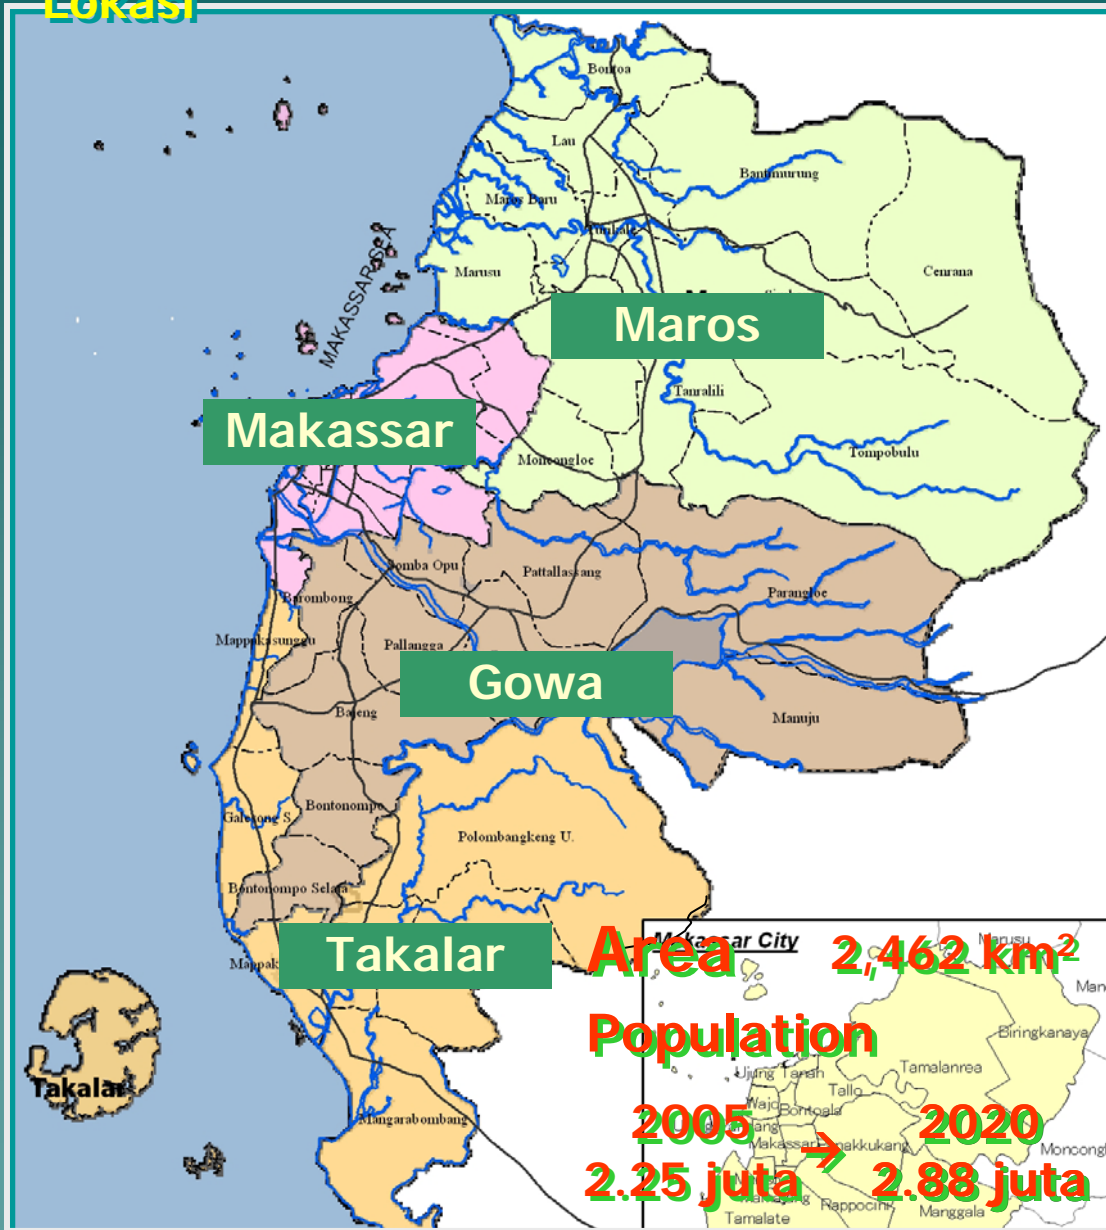 Lokasi
Bontoa
Lau
Bantimurung
Maros Baru
Turikale
Cenrana
Marusu
MAKASSAR SEA
Maros
Tanralili
Makassar
Moncongloe
Tompobulu
Somba Opu
Pattallassang
Parangloe
Barombong
Mappakasunggu
Pallangga
Gowa
Bajeng
Manuju
Galesong S.
Bontonompo
Polombangkeng U.
Bontonompo Selata
Takalar
Mappak
Makassar City
Area 2,462 km²
Marusu
Population
Biringkanaya
Tamalanrea
Ujung Tanah
Takalar
Tallo
Wajo
Bontoala
2005 → 2020
2.25 juta 2.88 juta
Makassar
Mangarabombang
Rappocini
Manggala
Tamalate